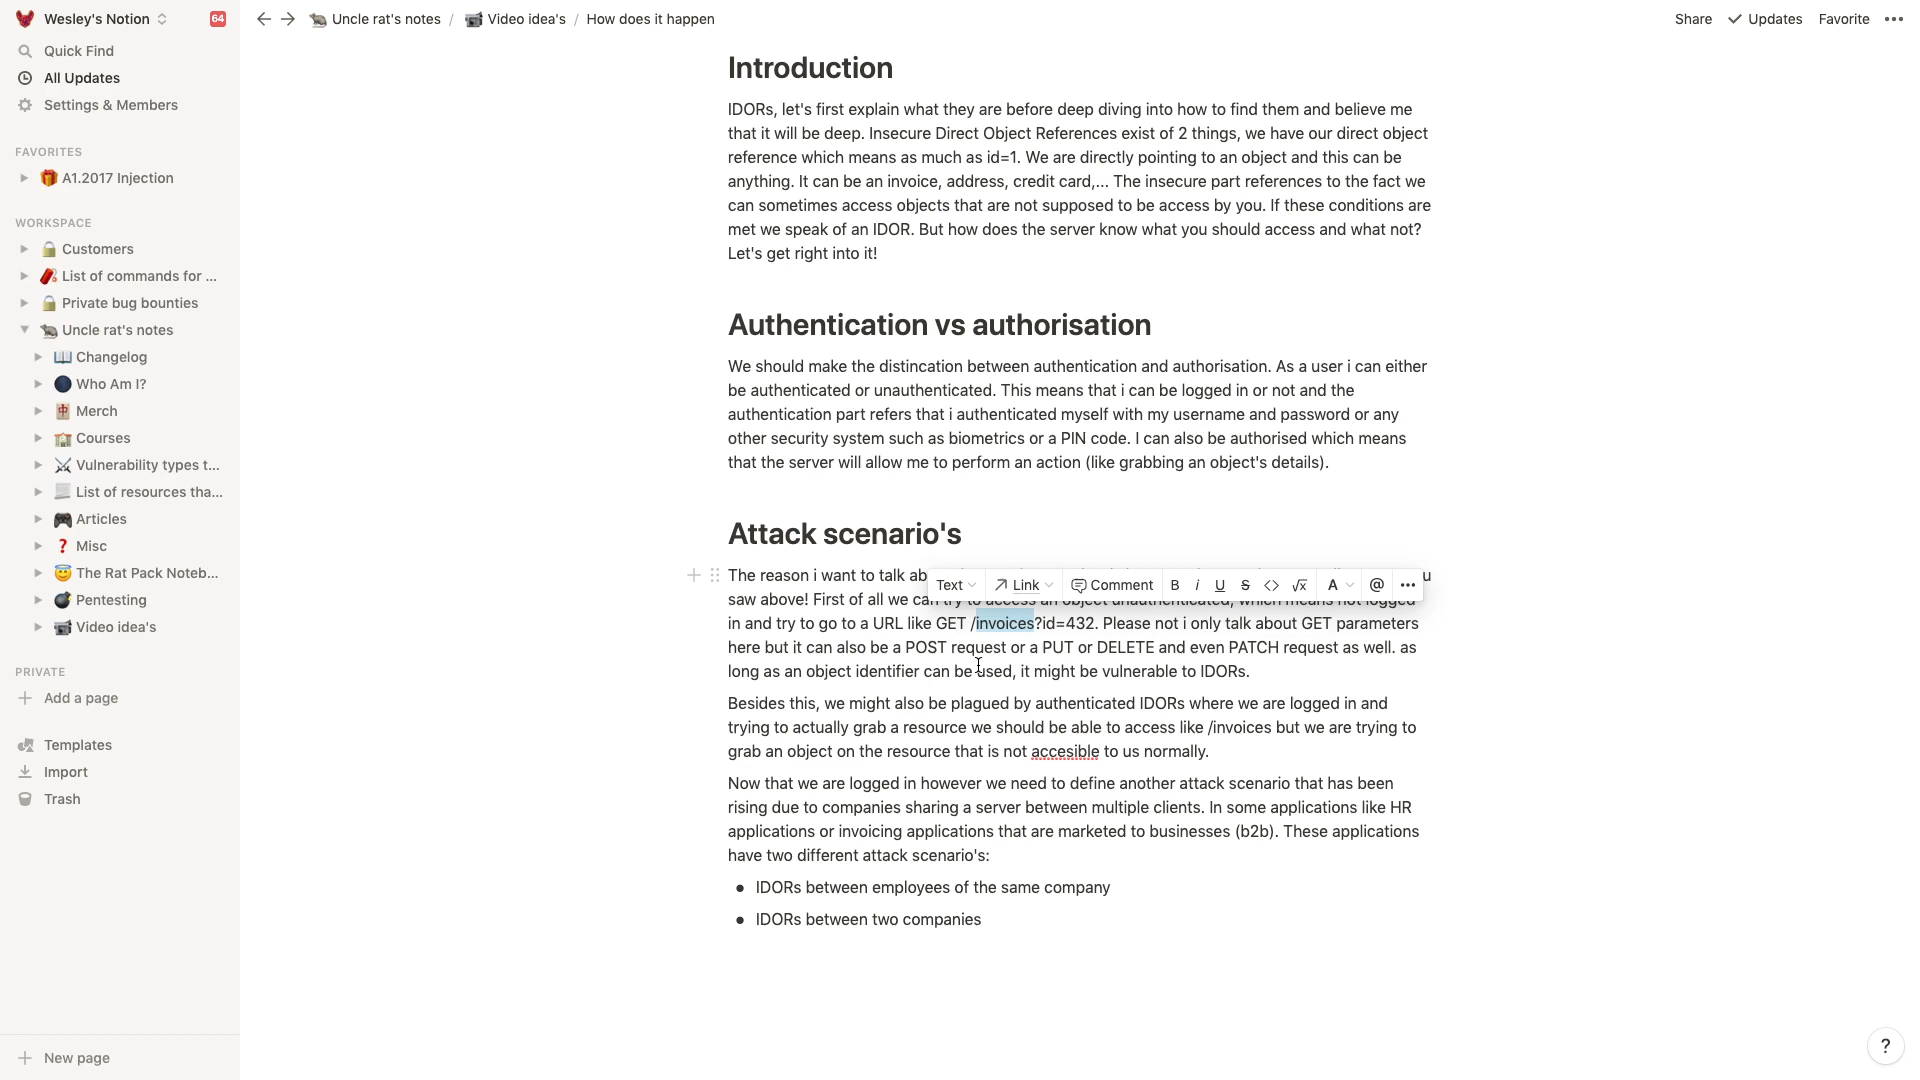 Wesley's Notion
64
Quick Find
All Updates
Settings & Members
FAVORITES
A1.2017 Injection
WORKSPACE
Customers
List of commands for ...
Private bug bounties
Uncle rat's notes
Changelog
Who Am I?
Merch
Courses
Vulnerability types t...
List of resources tha...
Articles
Misc
The Rat Pack Noteb...
Pentesting
Video idea's
PRIVATE
Add a page
Templates
Import
Trash
New page
Uncle rat's notes / Video idea's / How does it happen
Share Updates Favorite
Introduction
IDORs, let's first explain what they are before deep diving into how to find them and believe me
that it will be deep. Insecure Direct Object References exist of 2 things, we have our direct object
reference which means as much as id=1. We are directly pointing to an object and this can be
anything. It can be an invoice, address, credit card,... The insecure part references to the fact we
can sometimes access objects that are not supposed to be access by you. If these conditions are
met we speak of an IDOR. But how does the server know what you should access and what not?
Let's get right into it!
Authentication vs authorisation
We should make the distincation between authentication and authorisation. As a user i can either
be authenticated or unauthenticated. This means that i can be logged in or not and the
authentication part refers that i authenticated myself with my username and password or any
other security system such as biometrics or a PIN code. I can also be authorised which means
that the server will allow me to perform an action (like grabbing an object's details).
Attack scenario's
The reason i want to talk
Text Link Comment B i U S <> √x A @
saw above! First of all we can try to access an object unauthenticated, which means not logged
in and try to go to a URL like GET /invoices?id=432. Please not i only talk about GET parameters
here but it can also be a POST request or a PUT or DELETE and even PATCH request as well. as
long as an object identifier can be used, it might be vulnerable to IDORs.
Besides this, we might also be plagued by authenticated IDORs where we are logged in and
trying to actually grab a resource we should be able to access like /invoices but we are trying to
grab an object on the resource that is not accesible to us normally.
Now that we are logged in however we need to define another attack scenario that has been
rising due to companies sharing a server between multiple clients. In some applications like HR
applications or invoicing applications that are marketed to businesses (b2b). These applications
have two different attack scenario's:
IDORs between employees of the same company
IDORs between two companies
?